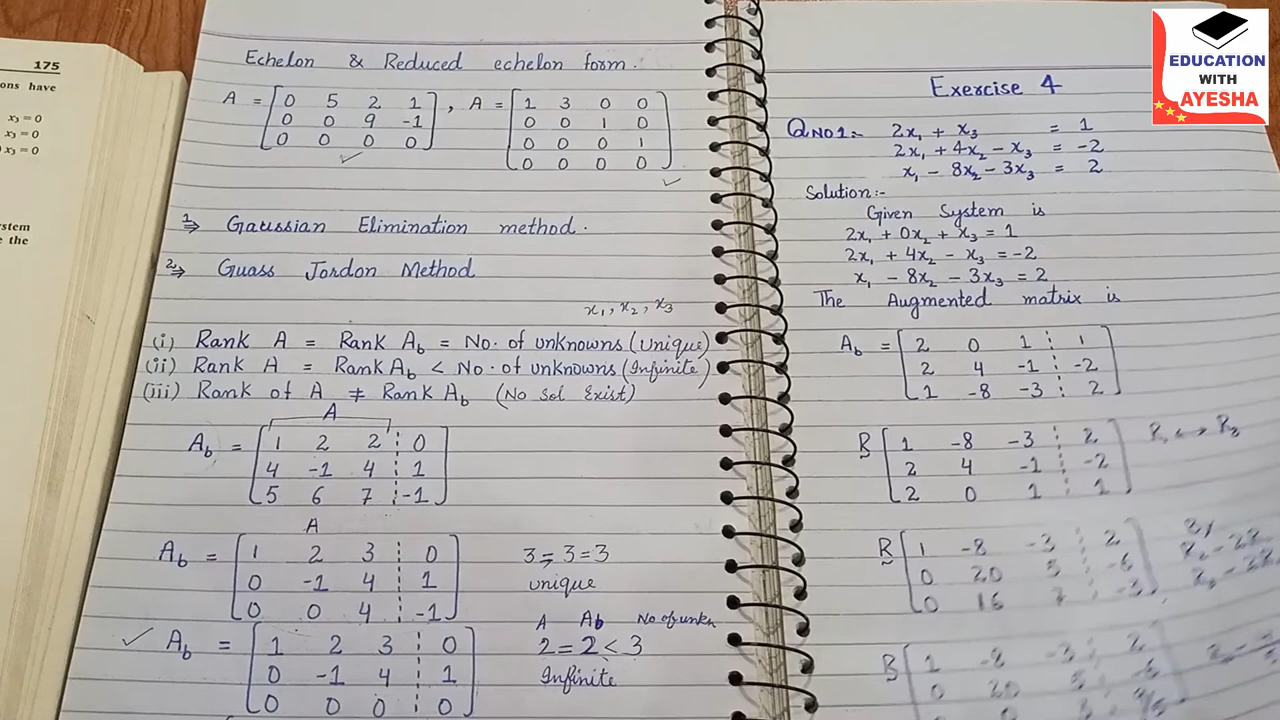 175
ons have
x₃ = 0
x₃ = 0
x₃ = 0
stem
e the
Echelon & Reduced echelon form.
A = [0 5 2 1 , A = [1 3 0 0
0 0 9 -1 0 0 1 0
0 0 0 0] 0 0 0 1
0 0 0 0]
1⇒ Gaussian Elimination method.
2⇒ Guass Jordon Method
x₁, x₂, x₃
(i) Rank A = Rank A_b = No. of unknowns (Unique)
(ii) Rank A = Rank A_b < No. of unknowns (Infinite)
(iii) Rank of A ≠ Rank A_b (No Sol Exist)
A
A_b = [1 2 2 ¦ 0
4 -1 4 ¦ 1
5 6 7 ¦ -1]
A
A_b = [1 2 3 ¦ 0 3 = 3 = 3
0 -1 4 ¦ 1 unique
0 0 4 ¦ -1]
A A_b No of unkn
✓ A_b = [1 2 3 ¦ 0 2 = 2 < 3
0 -1 4 ¦ 1 Infinite
0 0 0 ¦ 0]
EDUCATION
WITH
AYESHA
Exercise 4
Q NO 1:- 2x₁ + x₃ = 1
2x₁ + 4x₂ - x₃ = -2
x₁ - 8x₂ - 3x₃ = 2
Solution:-
Given System is
2x₁ + 0x₂ + x₃ = 1
2x₁ + 4x₂ - x₃ = -2
x₁ - 8x₂ - 3x₃ = 2
The Augmented matrix is
A_b = [2 0 1 ¦ 1
2 4 -1 ¦ -2
1 -8 -3 ¦ 2]
R [1 -8 -3 ¦ 2 R₁ ↔ R₃
2 4 -1 ¦ -2
2 0 1 ¦ 1]
R [1 -8 -3 ¦ 2
0 20 5 ¦ -6
0 16 7 ¦ -3]
R [1 -8 -3 ¦ 2
0 20 5 ¦ -6